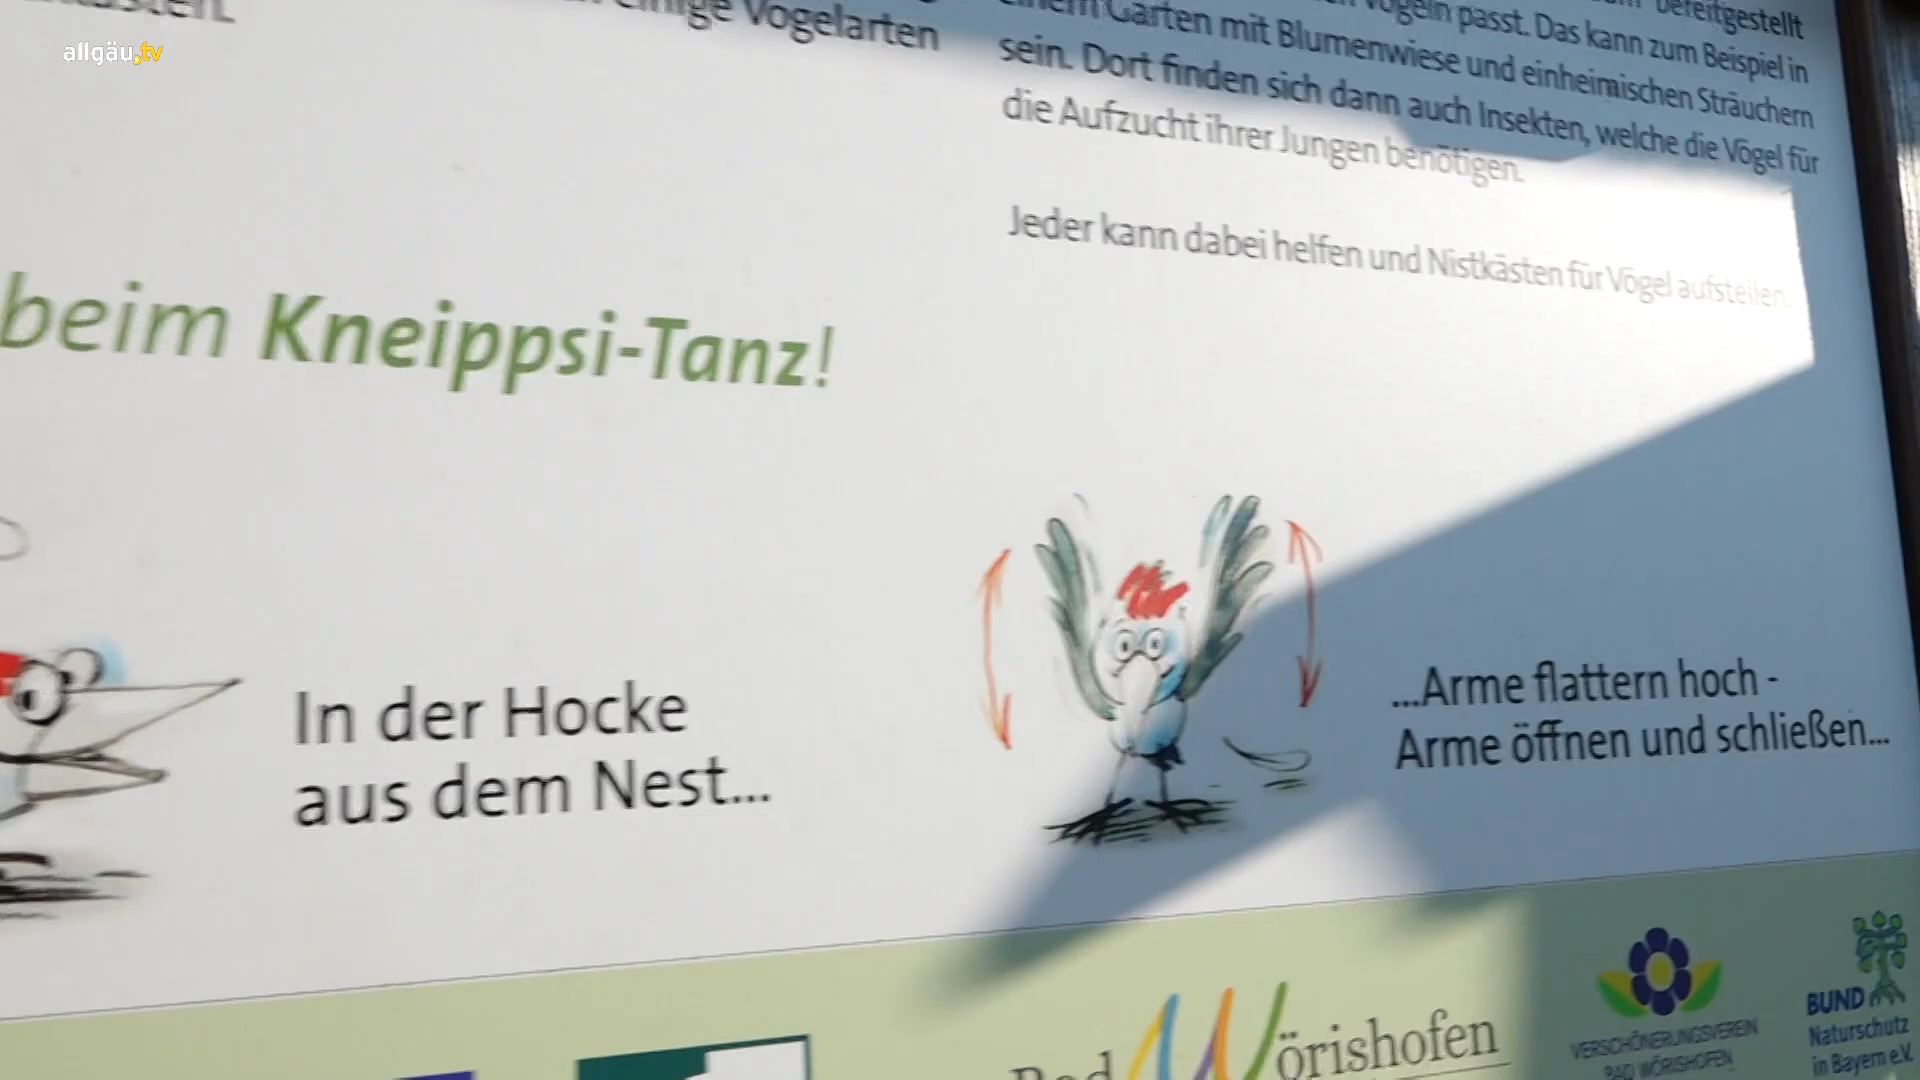 allgäu.tv
einige Vogelarten
bereitgestellt
Vögeln passt. Das kann zum Beispiel in
einem Garten mit Blumenwiese und einheimischen Sträuchern
sein. Dort finden sich dann auch Insekten, welche die Vögel für
die Aufzucht ihrer Jungen benötigen.
Jeder kann dabei helfen und Nistkästen für Vögel aufstellen.
beim Kneippsi-Tanz!
In der Hocke
aus dem Nest...
...Arme flattern hoch -
Arme öffnen und schließen...
Bad Wörishofen
VERSCHÖNERUNGSVEREIN
BAD WÖRISHOFEN
BUND
Naturschutz
in Bayern e.V.